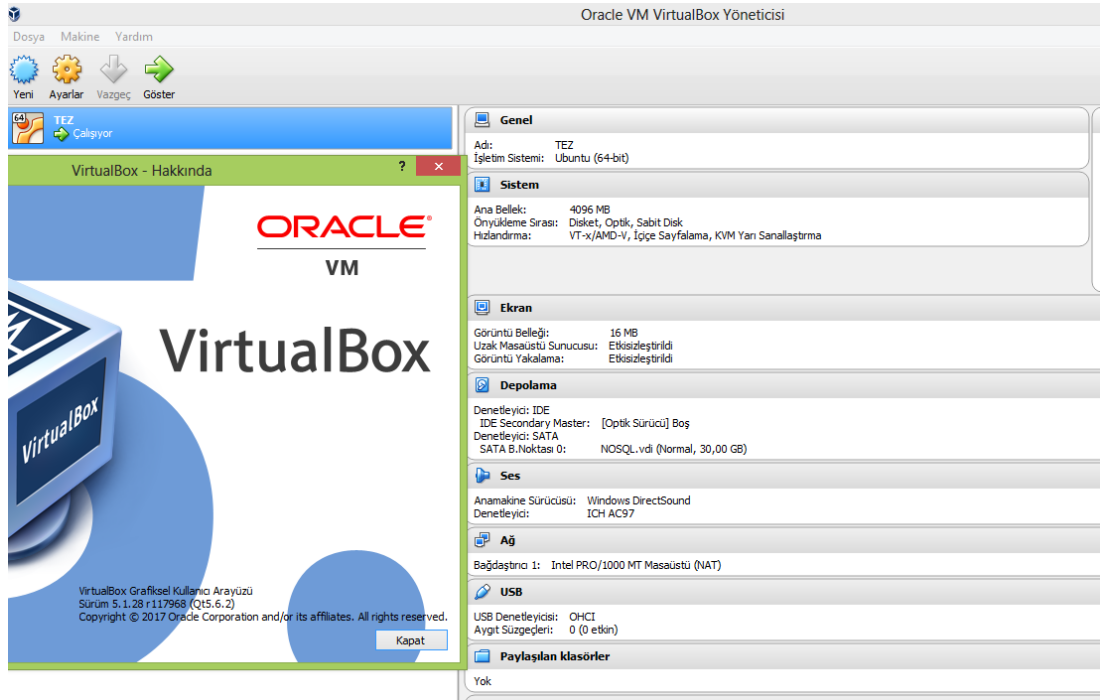 Oracle VM VirtualBox Yöneticisi
Dosya Makine Yardım
Yeni Ayarlar Vazgeç Göster
64
TEZ
Çalışıyor
VirtualBox - Hakkında
?
ORACLE®
VM
VirtualBox
VirtualBox
VirtualBox Grafiksel Kullanıcı Arayüzü
Sürüm 5.1.28 r117968 (Qt5.6.2)
Copyright © 2017 Oracle Corporation and/or its affiliates. All rights reserved.
Kapat
Genel
Adı: TEZ
İşletim Sistemi: Ubuntu (64-bit)
Sistem
Ana Bellek: 4096 MB
Önyükleme Sırası: Disket, Optik, Sabit Disk
Hızlandırma: VT-x/AMD-V, İçiçe Sayfalama, KVM Yarı Sanallaştırma
Ekran
Görüntü Belleği: 16 MB
Uzak Masaüstü Sunucusu: Etkisizleştirildi
Görüntü Yakalama: Etkisizleştirildi
Depolama
Denetleyici: IDE
IDE Secondary Master: [Optik Sürücü] Boş
Denetleyici: SATA
SATA B.Noktası 0: NOSQL.vdi (Normal, 30,00 GB)
Ses
Anamakine Sürücüsü: Windows DirectSound
Denetleyici: ICH AC97
Ağ
Bağdaştırıcı 1: Intel PRO/1000 MT Masaüstü (NAT)
USB
USB Denetleyicisi: OHCI
Aygıt Süzgeçleri: 0 (0 etkin)
Paylaşılan klasörler
Yok